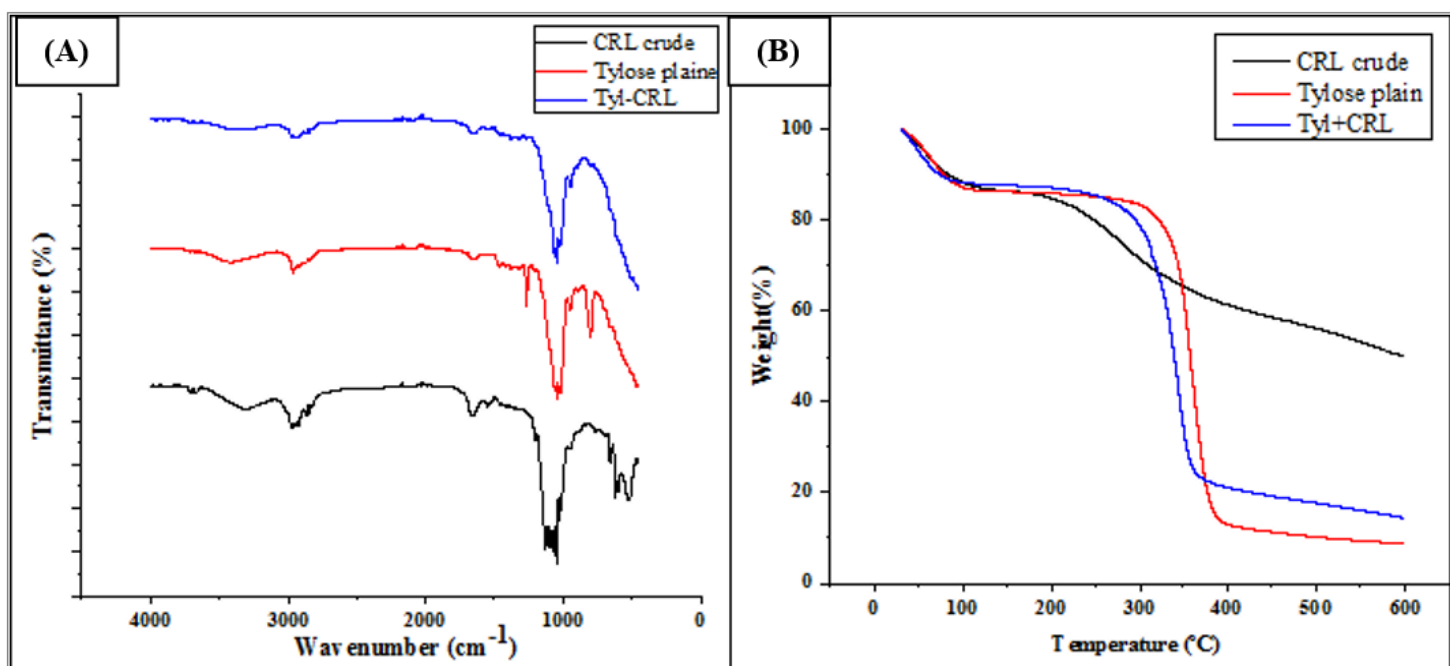 (A)
CRL crude
Tylose plaine
Tyl-CRL
Transmittance (%)
4000 3000 2000 1000 0
Wavenumber (cm-1)
(B)
CRL crude
Tylose plain
Tyl+CRL
Weight(%)
100
80
60
40
20
0
0 100 200 300 400 500 600
Temperature (°C)